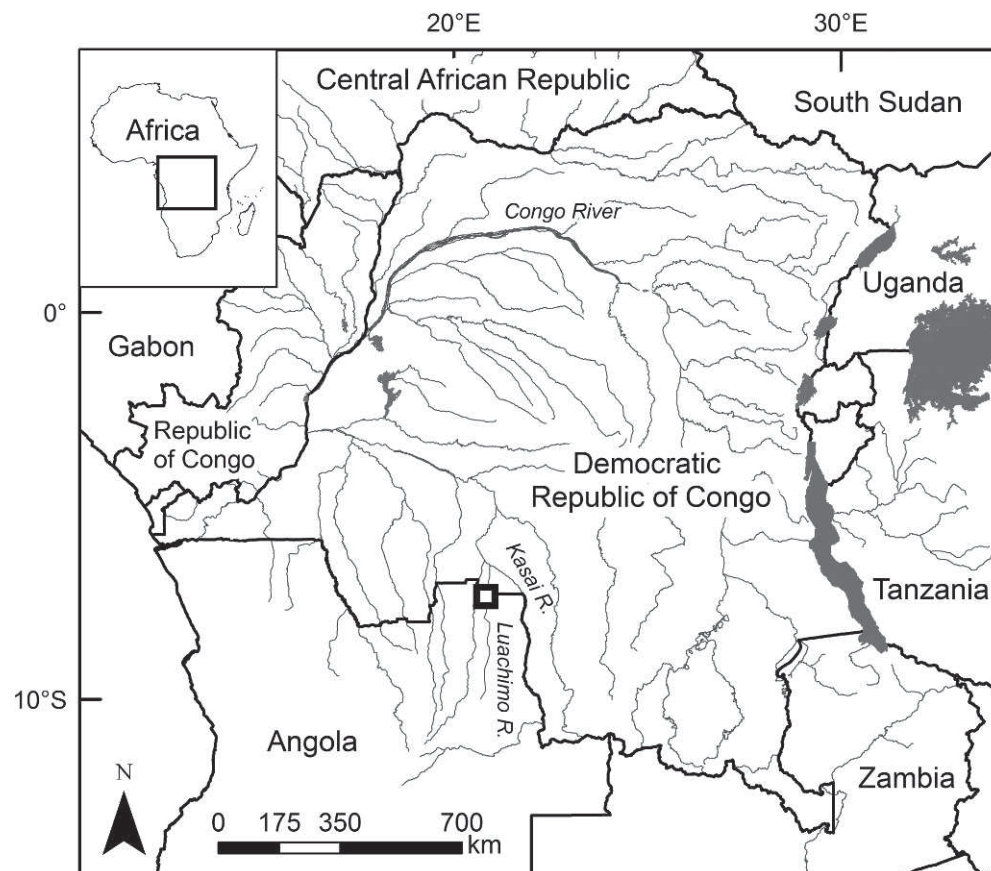 20°E
30°E
Central African Republic
South Sudan
Africa
Congo River
Uganda
0°
Gabon
Republic
of Congo
Democratic
Republic of Congo
Kasai R.
Tanzania
Luachimo R.
10°S
Angola
Zambia
N
0 175 350 700
km